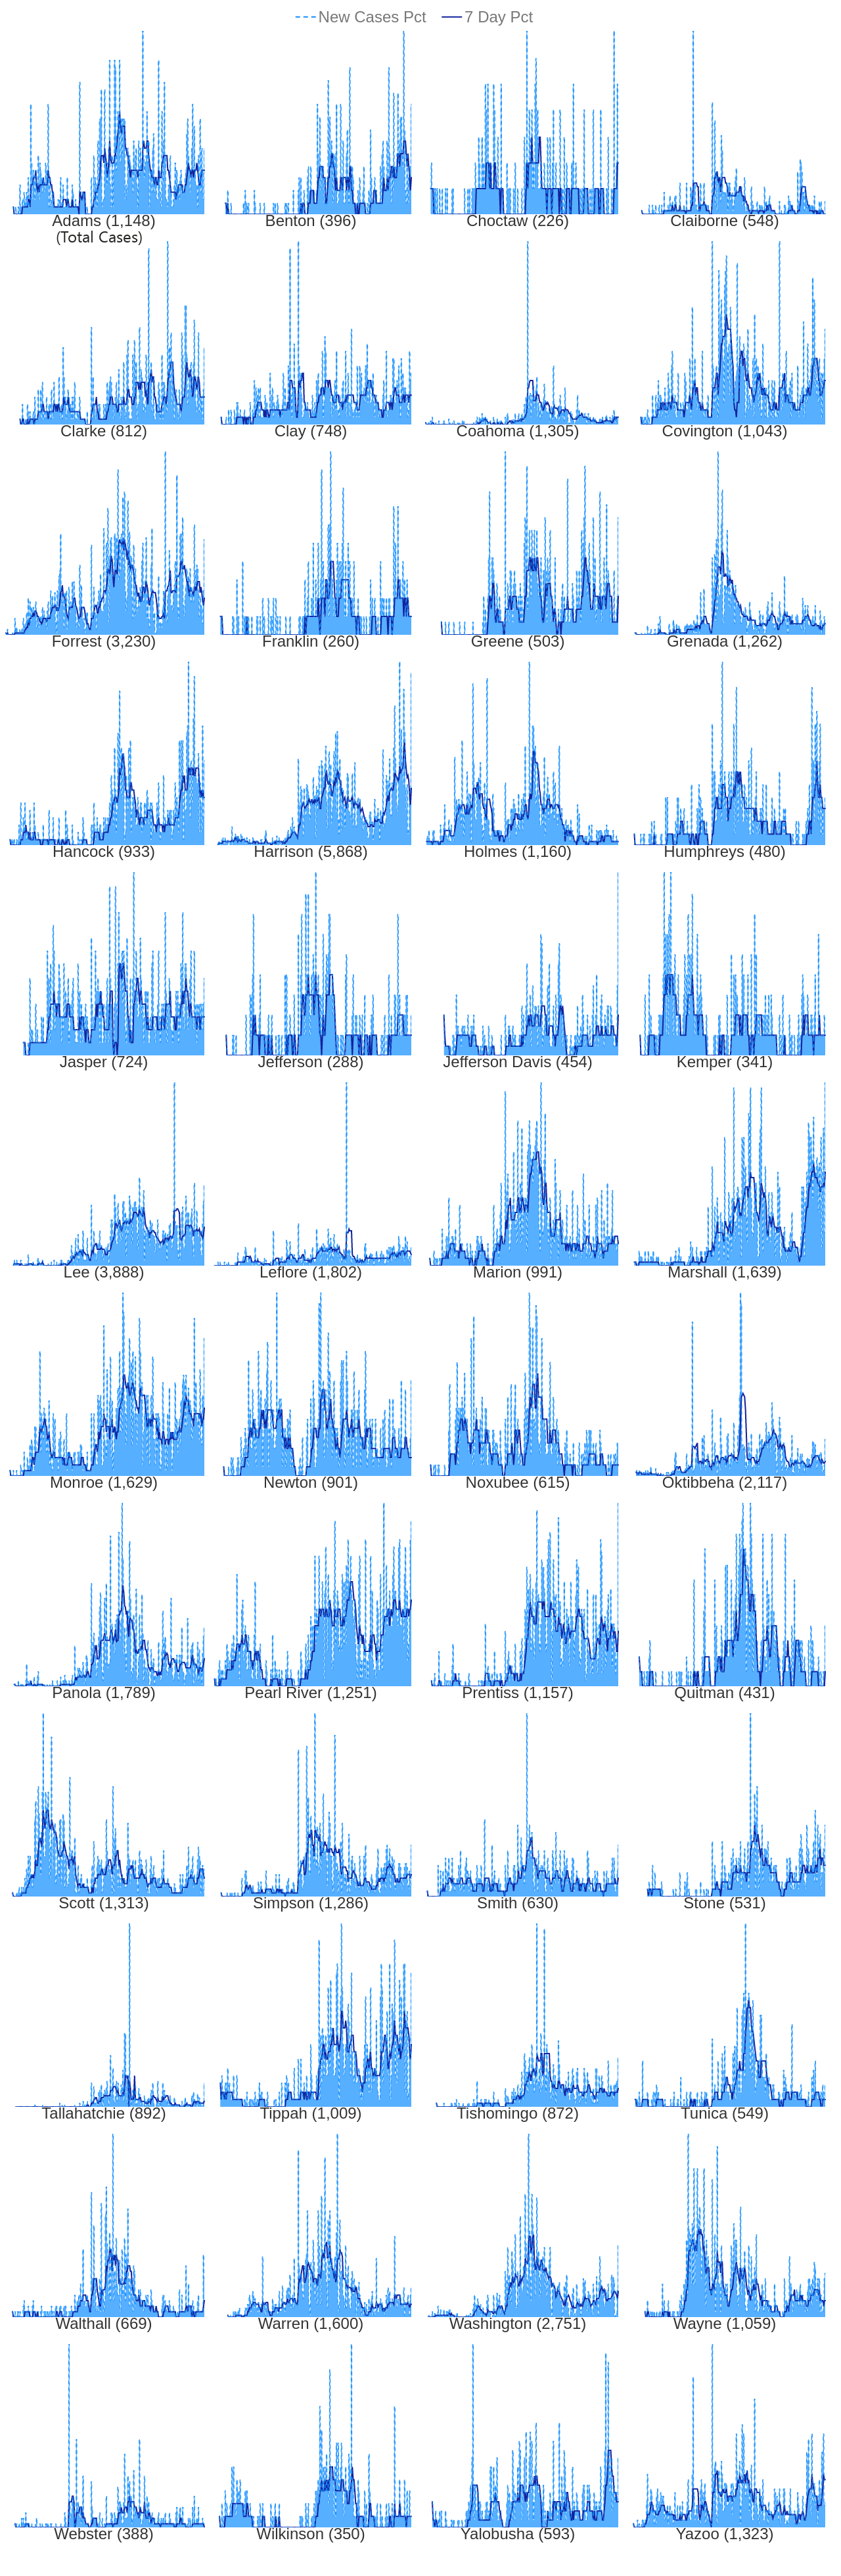 New Cases Pct 7 Day Pct
Adams (1,148) Benton (396) Choctaw (226) Claiborne (548)
(Total Cases)
Clarke (812) Clay (748) Coahoma (1,305) Covington (1,043)
Forrest (3,230) Franklin (260) Greene (503) Grenada (1,262)
Hancock (933) Harrison (5,868) Holmes (1,160) Humphreys (480)
Jasper (724) Jefferson (288) Jefferson Davis (454) Kemper (341)
Lee (3,888) Leflore (1,802) Marion (991) Marshall (1,639)
Monroe (1,629) Newton (901) Noxubee (615) Oktibbeha (2,117)
Panola (1,789) Pearl River (1,251) Prentiss (1,157) Quitman (431)
Scott (1,313) Simpson (1,286) Smith (630) Stone (531)
Tallahatchie (892) Tippah (1,009) Tishomingo (872) Tunica (549)
Walthall (669) Warren (1,600) Washington (2,751) Wayne (1,059)
Webster (388) Wilkinson (350) Yalobusha (593) Yazoo (1,323)